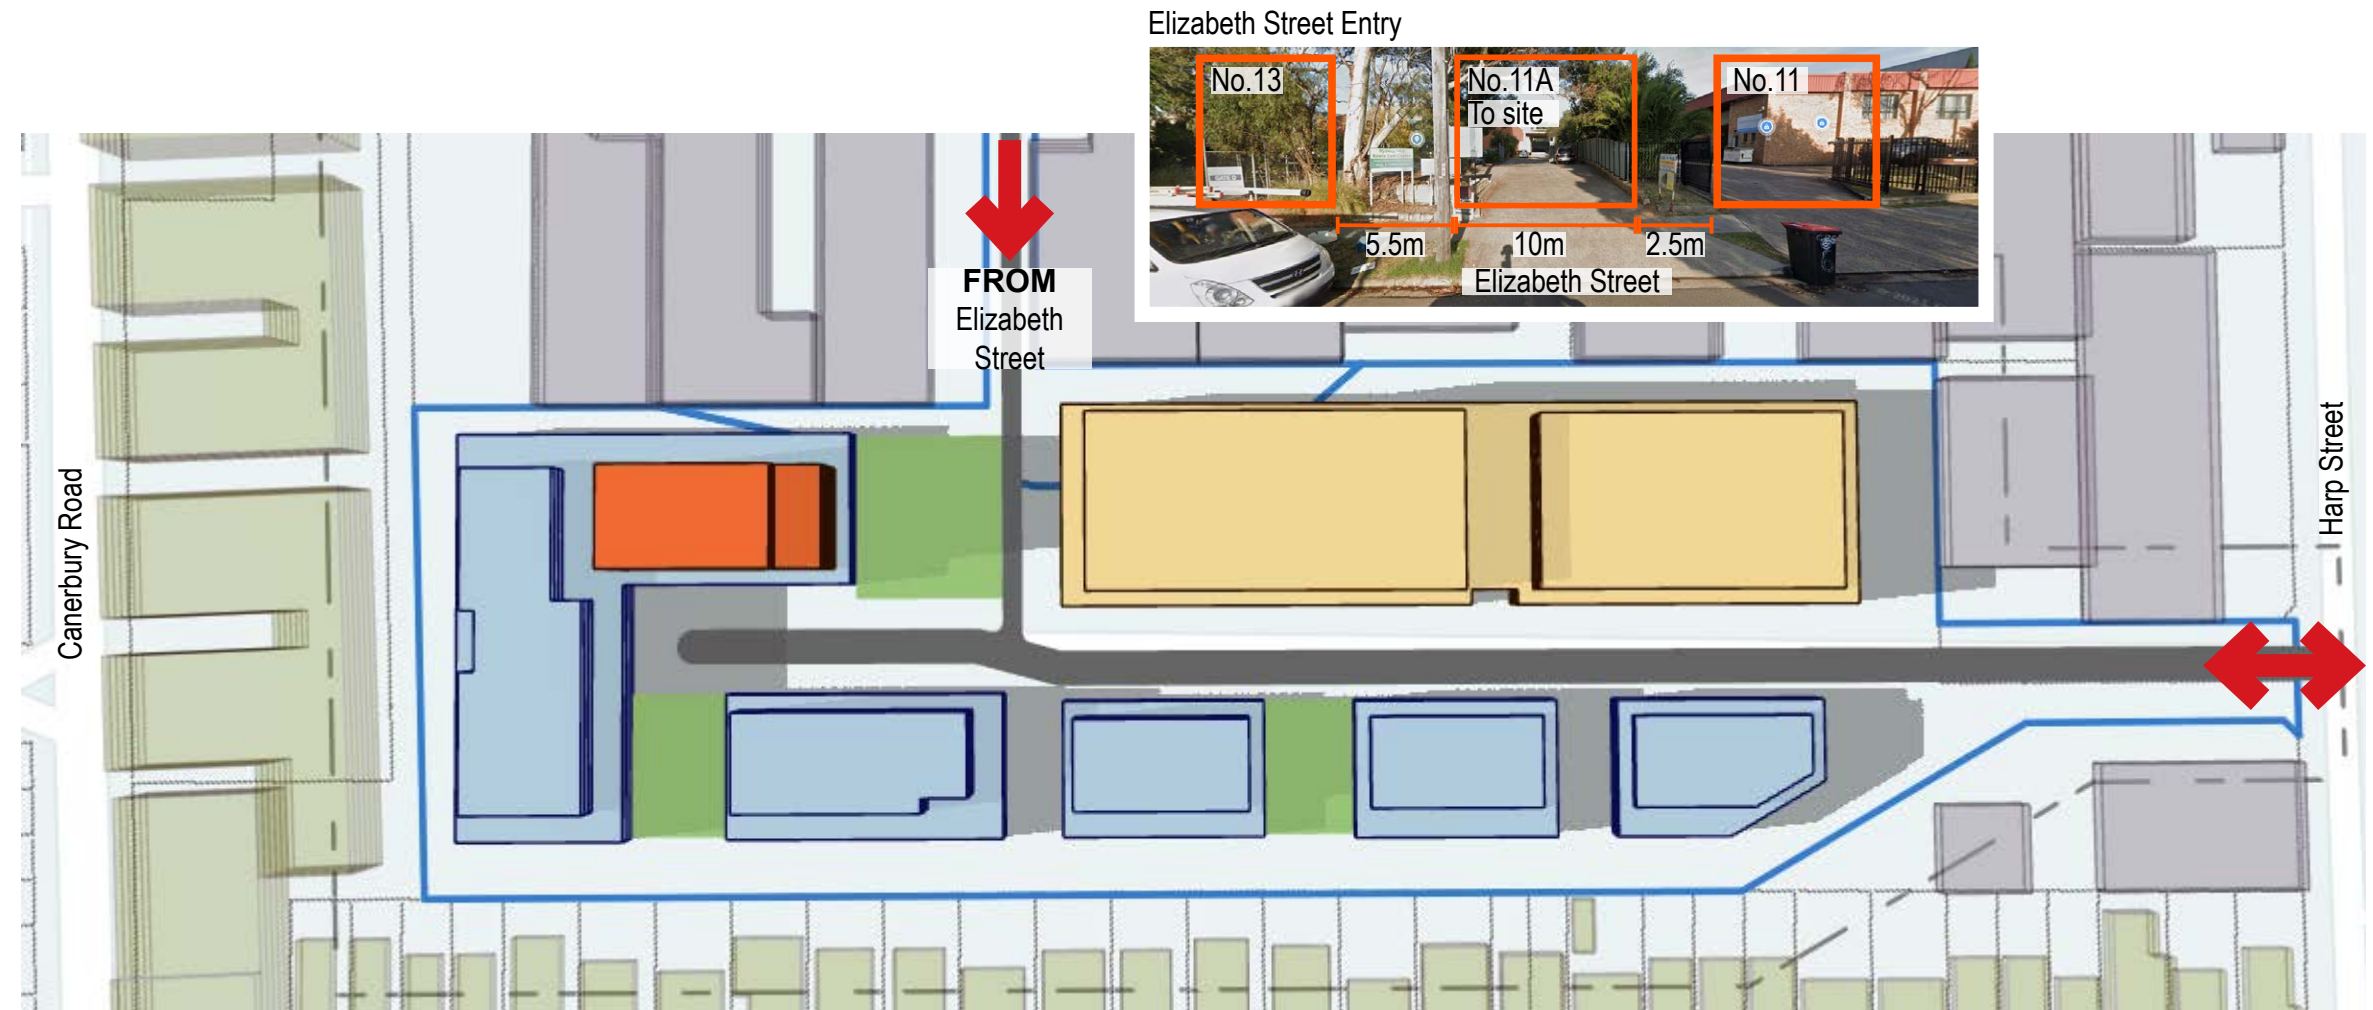 Elizabeth Street Entry
No.13
No.11A
To site
No.11
5.5m
10m
2.5m
Elizabeth Street
FROM
Elizabeth
Street
Canerbury Road
Harp Street